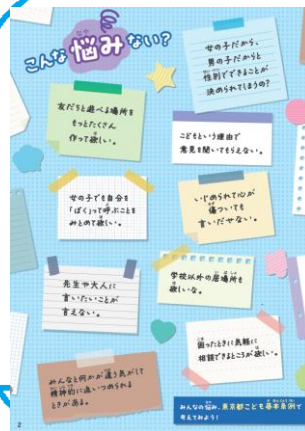 こんな悩みない?
女の子だから、
男の子だからと
性別でできることが
決められてしまうの?
友だちと遊べる場所を
もっとたくさん
作って欲しい。
こどもという理由で
意見を聞いてもらえない。
女の子でも自分を
「ぼく」って呼ぶことを
みとめて欲しい。
いじめられて心が
傷ついても
言いだせない。
先生や大人に
言いたいことが
言えない。
学校以外の居場所も
欲しいな。
困ったときに気軽に
相談できるところが欲しい。
みんなと何かが違う気がして
精神的に追いつめられる
ときがある。
みんなの悩み、東京都こども基本条例で
考えてみよう!
2